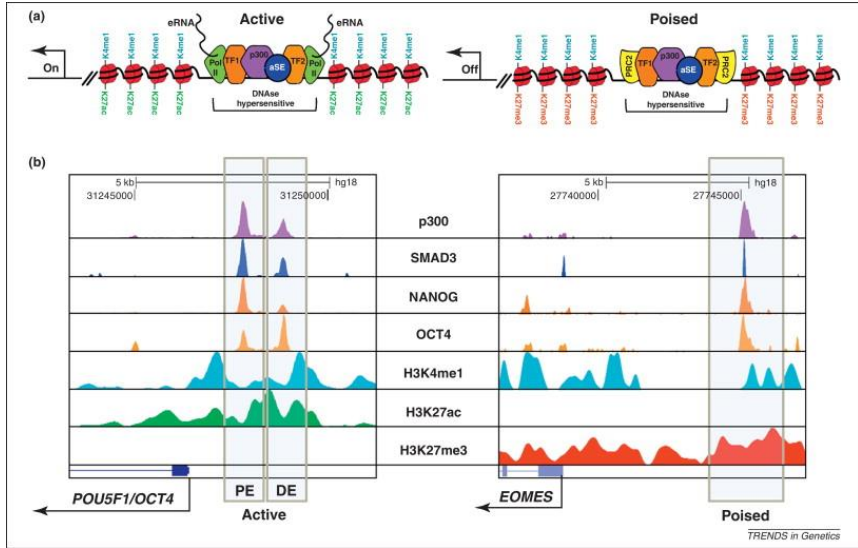 (a)
Active
Poised
eRNA
eRNA
K4me1 K4me1 K4me1 K4me1
Pol II TF1 p300 aSE TF2 Pol II
K4me1 K4me1 K4me1 K4me1
K4me1 K4me1 K4me1 K4me1
PRC2 TF1 p300 aSE TF2 PRC2
K4me1 K4me1 K4me1 K4me1
On
Off
K27ac K27ac K27ac K27ac
DNAse
hypersensitive
K27ac K27ac K27ac K27ac
K27me3 K27me3 K27me3 K27me3
DNAse
hypersensitive
K27me3 K27me3 K27me3 K27me3
(b)
5 kb hg18
31245000 31250000
5 kb hg18
27740000 27745000
p300
SMAD3
NANOG
OCT4
H3K4me1
H3K27ac
H3K27me3
POU5F1/OCT4
PE DE
Active
EOMES
Poised
TRENDS in Genetics